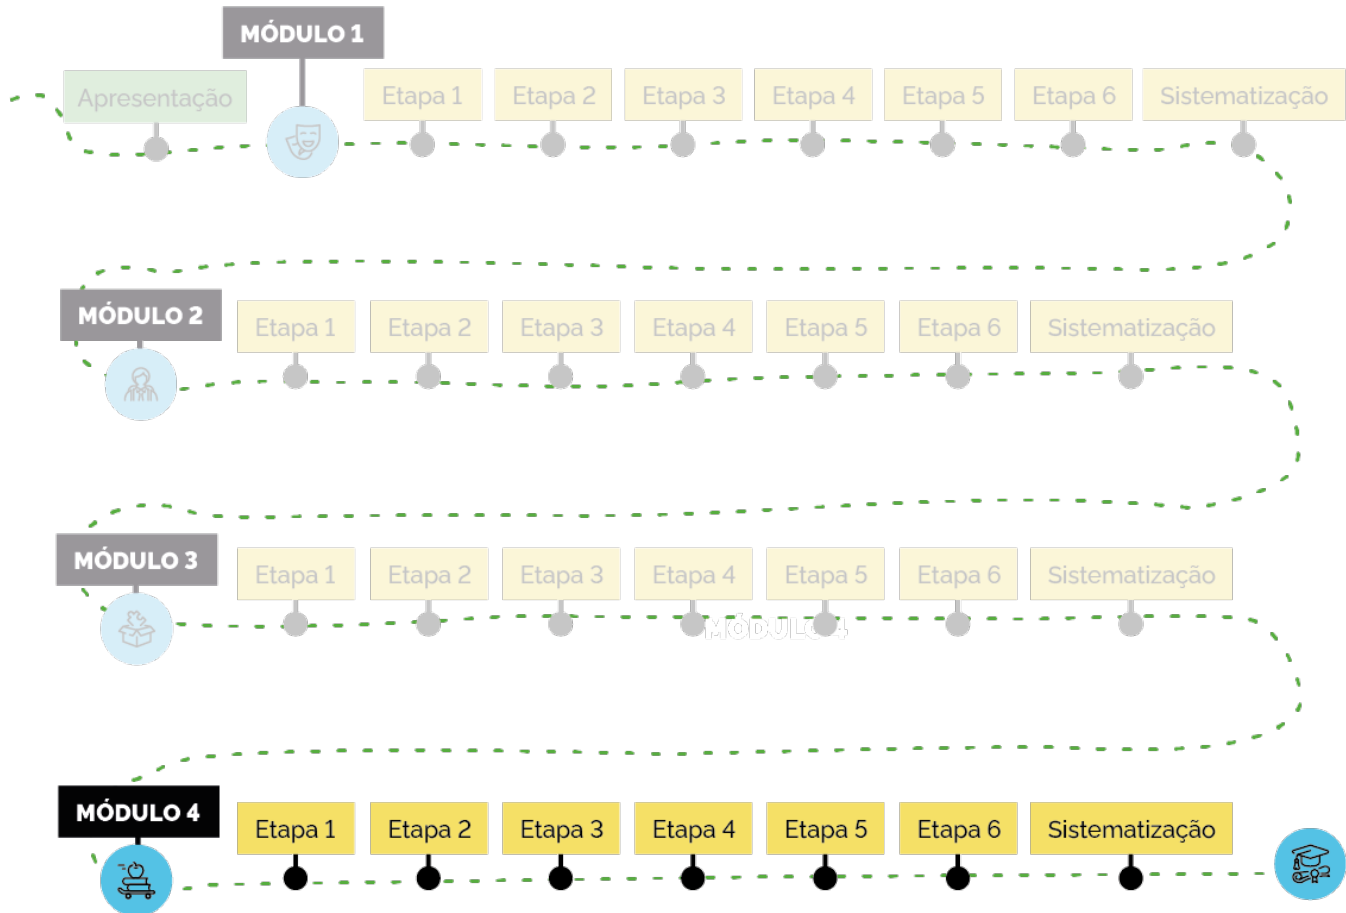 MÓDULO 1
Apresentação
Etapa 1
Etapa 2
Etapa 3
Etapa 4
Etapa 5
Etapa 6
Sistematização
MÓDULO 2
Etapa 1
Etapa 2
Etapa 3
Etapa 4
Etapa 5
Etapa 6
Sistematização
MÓDULO 3
Etapa 1
Etapa 2
Etapa 3
Etapa 4
Etapa 5
Etapa 6
Sistematização
MÓDULO 4
MÓDULO 4
Etapa 1
Etapa 2
Etapa 3
Etapa 4
Etapa 5
Etapa 6
Sistematização